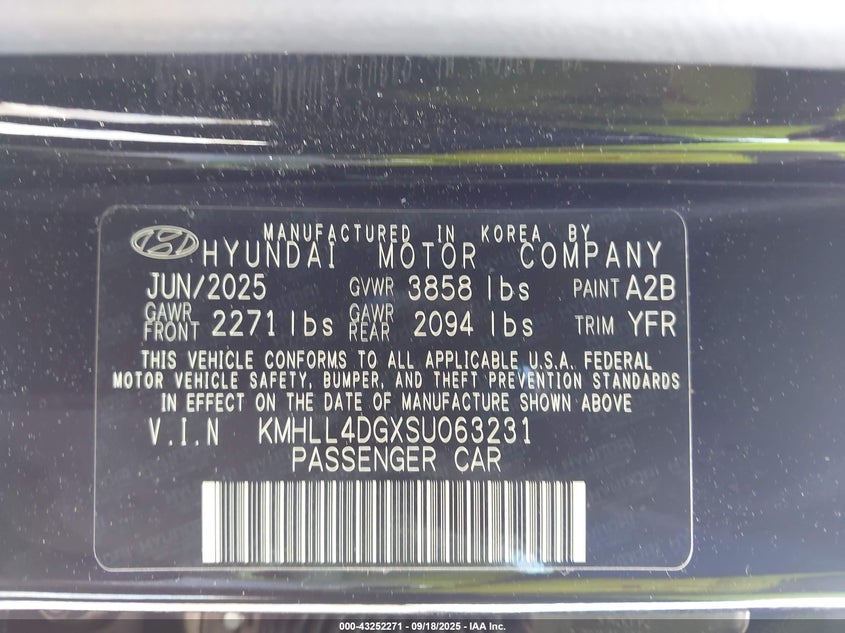 MANUFACTURED IN KOREA BY
HYUNDAI MOTOR COMPANY
JUN/2025 GVWR 3858 lbs PAINT A2B
GAWR FRONT 2271 lbs GAWR REAR 2094 lbs TRIM YFR
THIS VEHICLE CONFORMS TO ALL APPLICABLE U.S.A. FEDERAL
MOTOR VEHICLE SAFETY, BUMPER, AND THEFT PREVENTION STANDARDS
IN EFFECT ON THE DATE OF MANUFACTURE SHOWN ABOVE
V.I.N KMHLL4DGXSU063231
PASSENGER CAR
000-43252271 - 09/18/2025 - IAA Inc.